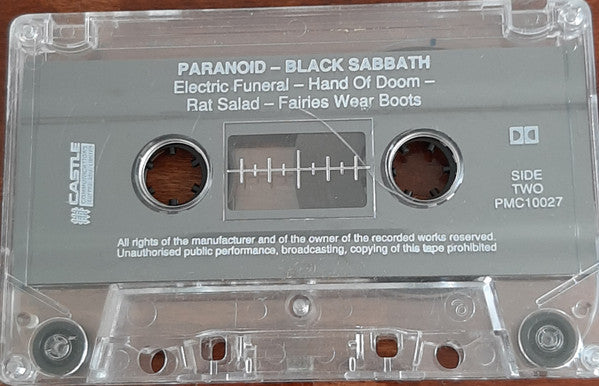 PARANOID – BLACK SABBATH
Electric Funeral – Hand Of Doom –
Rat Salad – Fairies Wear Boots
CASTLE
SIDE
TWO
PMC10027
All rights of the manufacturer and of the owner of the recorded works reserved.
Unauthorised public performance, broadcasting, copying of this tape prohibited